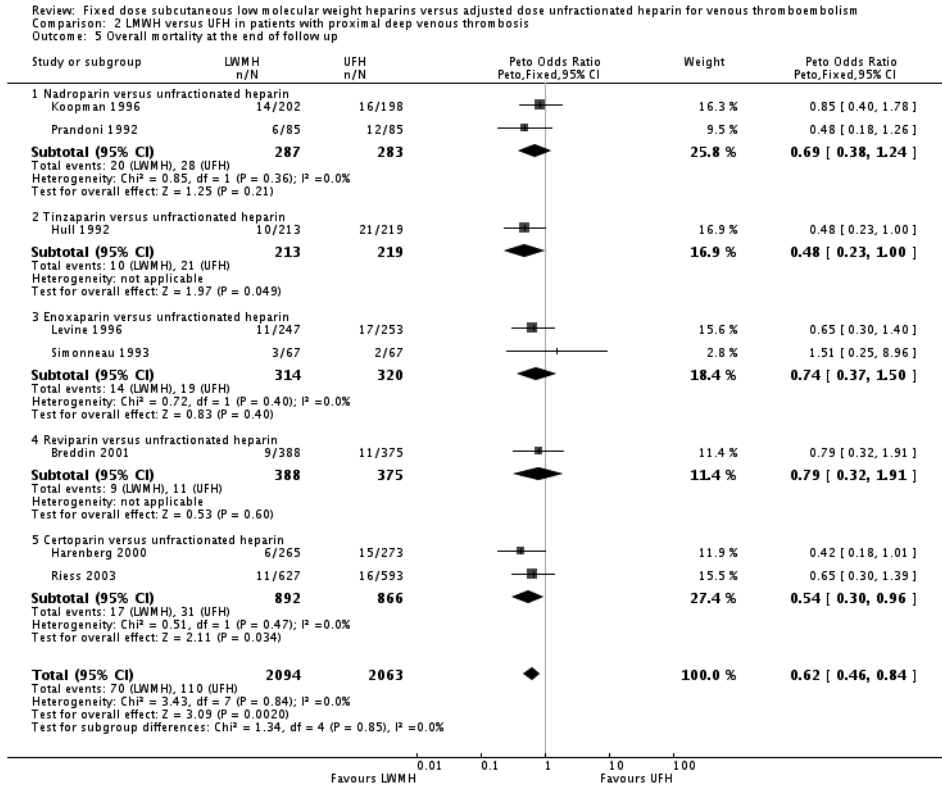 Review: Fixed dose subcutaneous low molecular weight heparins versus adjusted dose unfractionated heparin for venous thromboembolism
Comparison: 2 LMWH versus UFH in patients with proximal deep venous thrombosis
Outcome: 5 Overall mortality at the end of follow up
Study or subgroup LWMH UFH Peto Odds Ratio Weight Peto Odds Ratio
n/N n/N Peto,Fixed,95% CI Peto,Fixed,95% CI
1 Nadroparin versus unfractionated heparin
Koopman 1996 14/202 16/198 16.3 % 0.85 [ 0.40, 1.78 ]
Prandoni 1992 6/85 12/85 9.5 % 0.48 [ 0.18, 1.26 ]
Subtotal (95% CI) 287 283 25.8 % 0.69 [ 0.38, 1.24 ]
Total events: 20 (LWMH), 28 (UFH)
Heterogeneity: Chi² = 0.85, df = 1 (P = 0.36); I² =0.0%
Test for overall effect: Z = 1.25 (P = 0.21)
2 Tinzaparin versus unfractionated heparin
Hull 1992 10/213 21/219 16.9 % 0.48 [ 0.23, 1.00 ]
Subtotal (95% CI) 213 219 16.9 % 0.48 [ 0.23, 1.00 ]
Total events: 10 (LWMH), 21 (UFH)
Heterogeneity: not applicable
Test for overall effect: Z = 1.97 (P = 0.049)
3 Enoxaparin versus unfractionated heparin
Levine 1996 11/247 17/253 15.6 % 0.65 [ 0.30, 1.40 ]
Simonneau 1993 3/67 2/67 2.8 % 1.51 [ 0.25, 8.96 ]
Subtotal (95% CI) 314 320 18.4 % 0.74 [ 0.37, 1.50 ]
Total events: 14 (LWMH), 19 (UFH)
Heterogeneity: Chi² = 0.72, df = 1 (P = 0.40); I² =0.0%
Test for overall effect: Z = 0.83 (P = 0.40)
4 Reviparin versus unfractionated heparin
Breddin 2001 9/388 11/375 11.4 % 0.79 [ 0.32, 1.91 ]
Subtotal (95% CI) 388 375 11.4 % 0.79 [ 0.32, 1.91 ]
Total events: 9 (LWMH), 11 (UFH)
Heterogeneity: not applicable
Test for overall effect: Z = 0.53 (P = 0.60)
5 Certoparin versus unfractionated heparin
Harenberg 2000 6/265 15/273 11.9 % 0.42 [ 0.18, 1.01 ]
Riess 2003 11/627 16/593 15.5 % 0.65 [ 0.30, 1.39 ]
Subtotal (95% CI) 892 866 27.4 % 0.54 [ 0.30, 0.96 ]
Total events: 17 (LWMH), 31 (UFH)
Heterogeneity: Chi² = 0.51, df = 1 (P = 0.47); I² =0.0%
Test for overall effect: Z = 2.11 (P = 0.034)
Total (95% CI) 2094 2063 100.0 % 0.62 [ 0.46, 0.84 ]
Total events: 70 (LWMH), 110 (UFH)
Heterogeneity: Chi² = 3.43, df = 7 (P = 0.84); I² =0.0%
Test for overall effect: Z = 3.09 (P = 0.0020)
Test for subgroup differences: Chi² = 1.34, df = 4 (P = 0.85), I² =0.0%
0.01 0.1 1 10 100
Favours LWMH Favours UFH